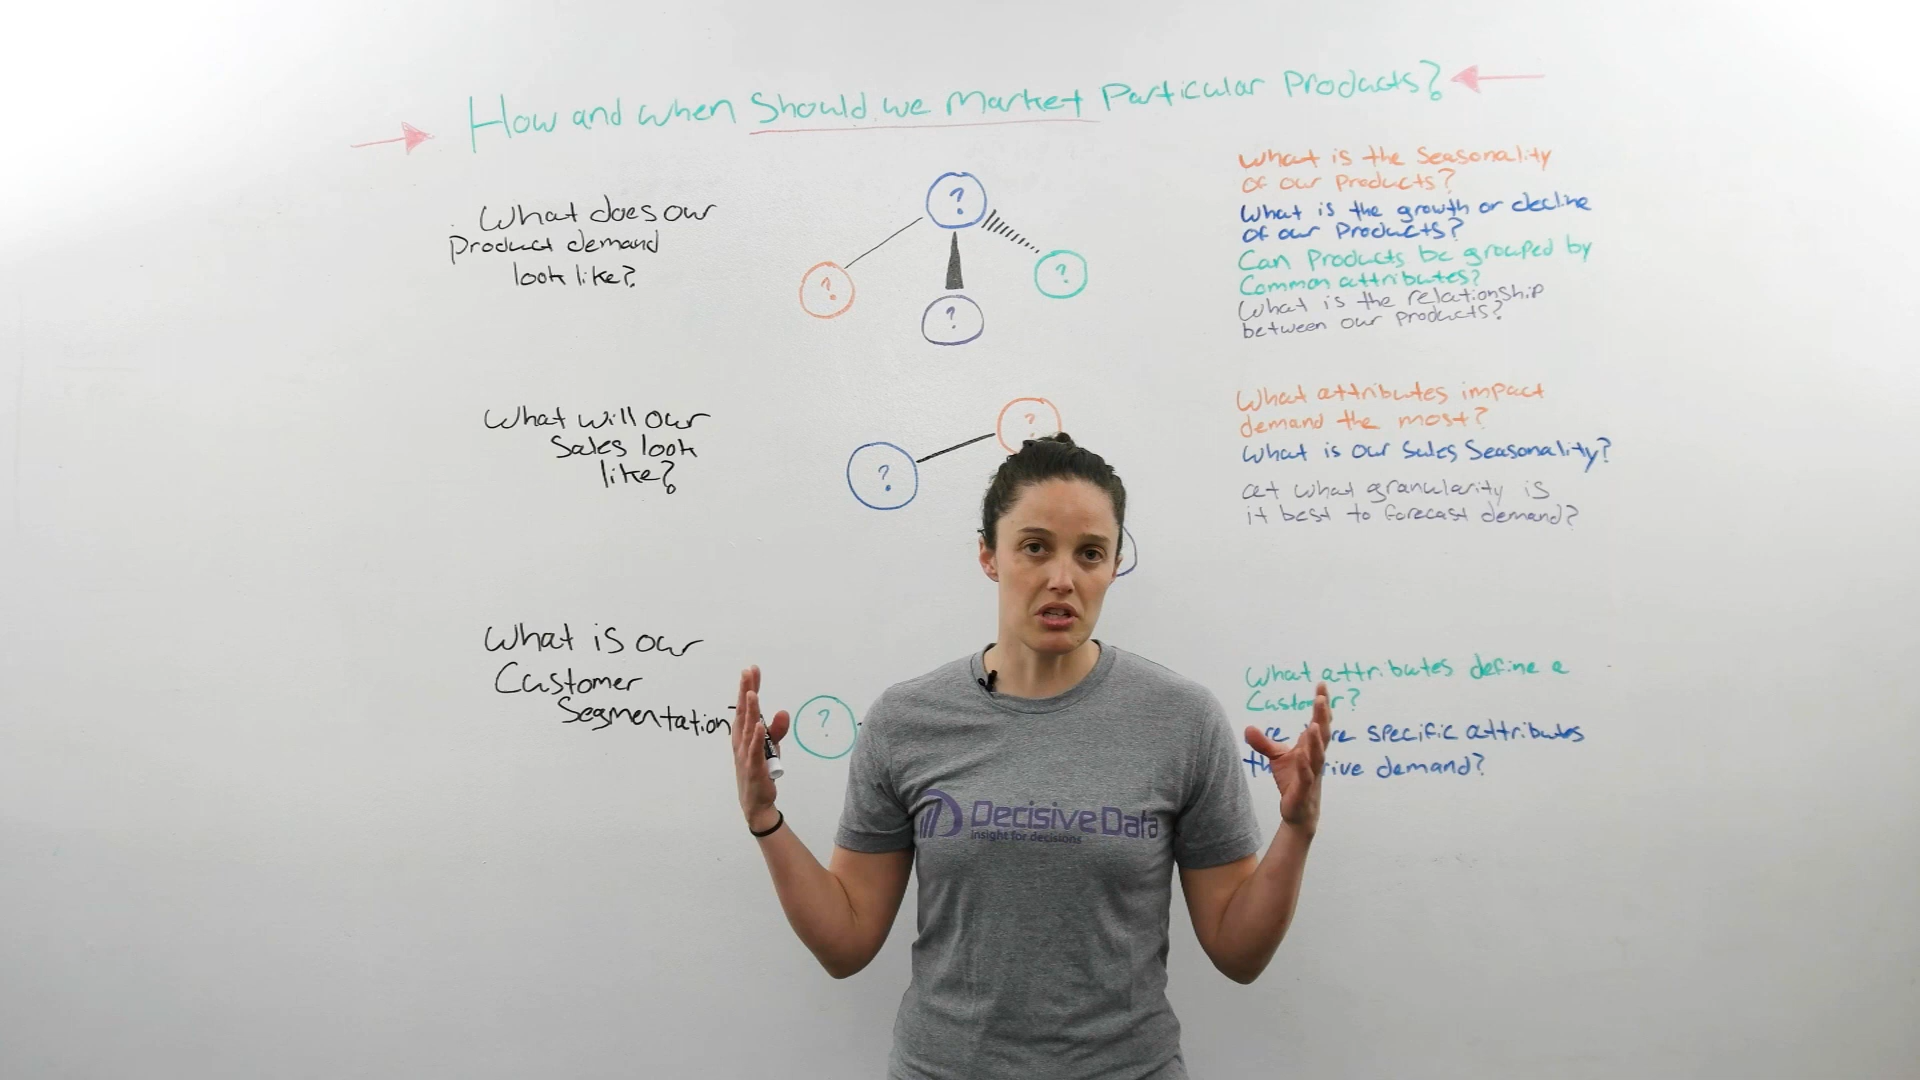 How and when Should we Market Particular Products?
What does our
Product demand
look like?
?
?
?
?
What is the Seasonality
of our Products?
What is the growth or decline
of our Products?
Can Products be grouped by
Common attributes?
What is the relationship
between our products?
What will our
Sales look
like?
?
?
What attributes impact
demand the most?
What is our Sales Seasonality?
at what granularity is
it best to forecast demand?
What is our
Customer
Segmentation?
?
What attributes define a
Customer?
specific attributes
demand?
Decisive Data
insight for decisions